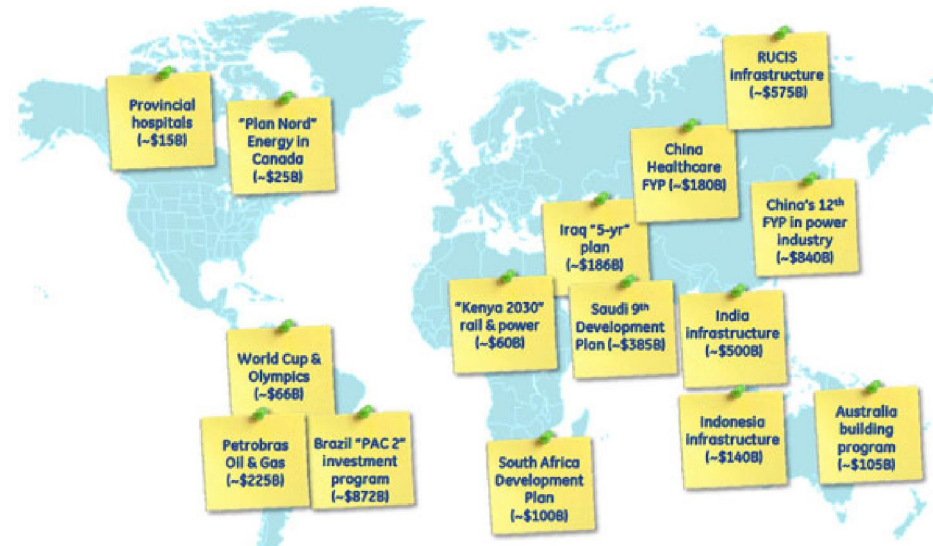 Provincial
hospitals
(~$15B)
"Plan Nord"
Energy in
Canada
(~$25B)
RUCIS
infrastructure
(~$575B)
China
Healthcare
FYP (~$180B)
China's 12th
FYP in power
industry
(~$840B)
Iraq "5-yr"
plan
(~$186B)
"Kenya 2030"
rail & power
(~$60B)
Saudi 9th
Development
Plan (~$385B)
India
infrastructure
(~$500B)
World Cup &
Olympics
(~$66B)
Petrobras
Oil & Gas
(~$225B)
Brazil "PAC 2"
investment
program
(~$872B)
South Africa
Development
Plan
(~$100B)
Indonesia
infrastructure
(~$140B)
Australia
building
program
(~$105B)